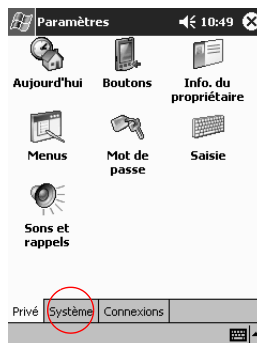 Paramètres 10:49
Aujourd'hui Boutons Info. du propriétaire
Menus Mot de passe Saisie
Sons et rappels
Privé Système Connexions